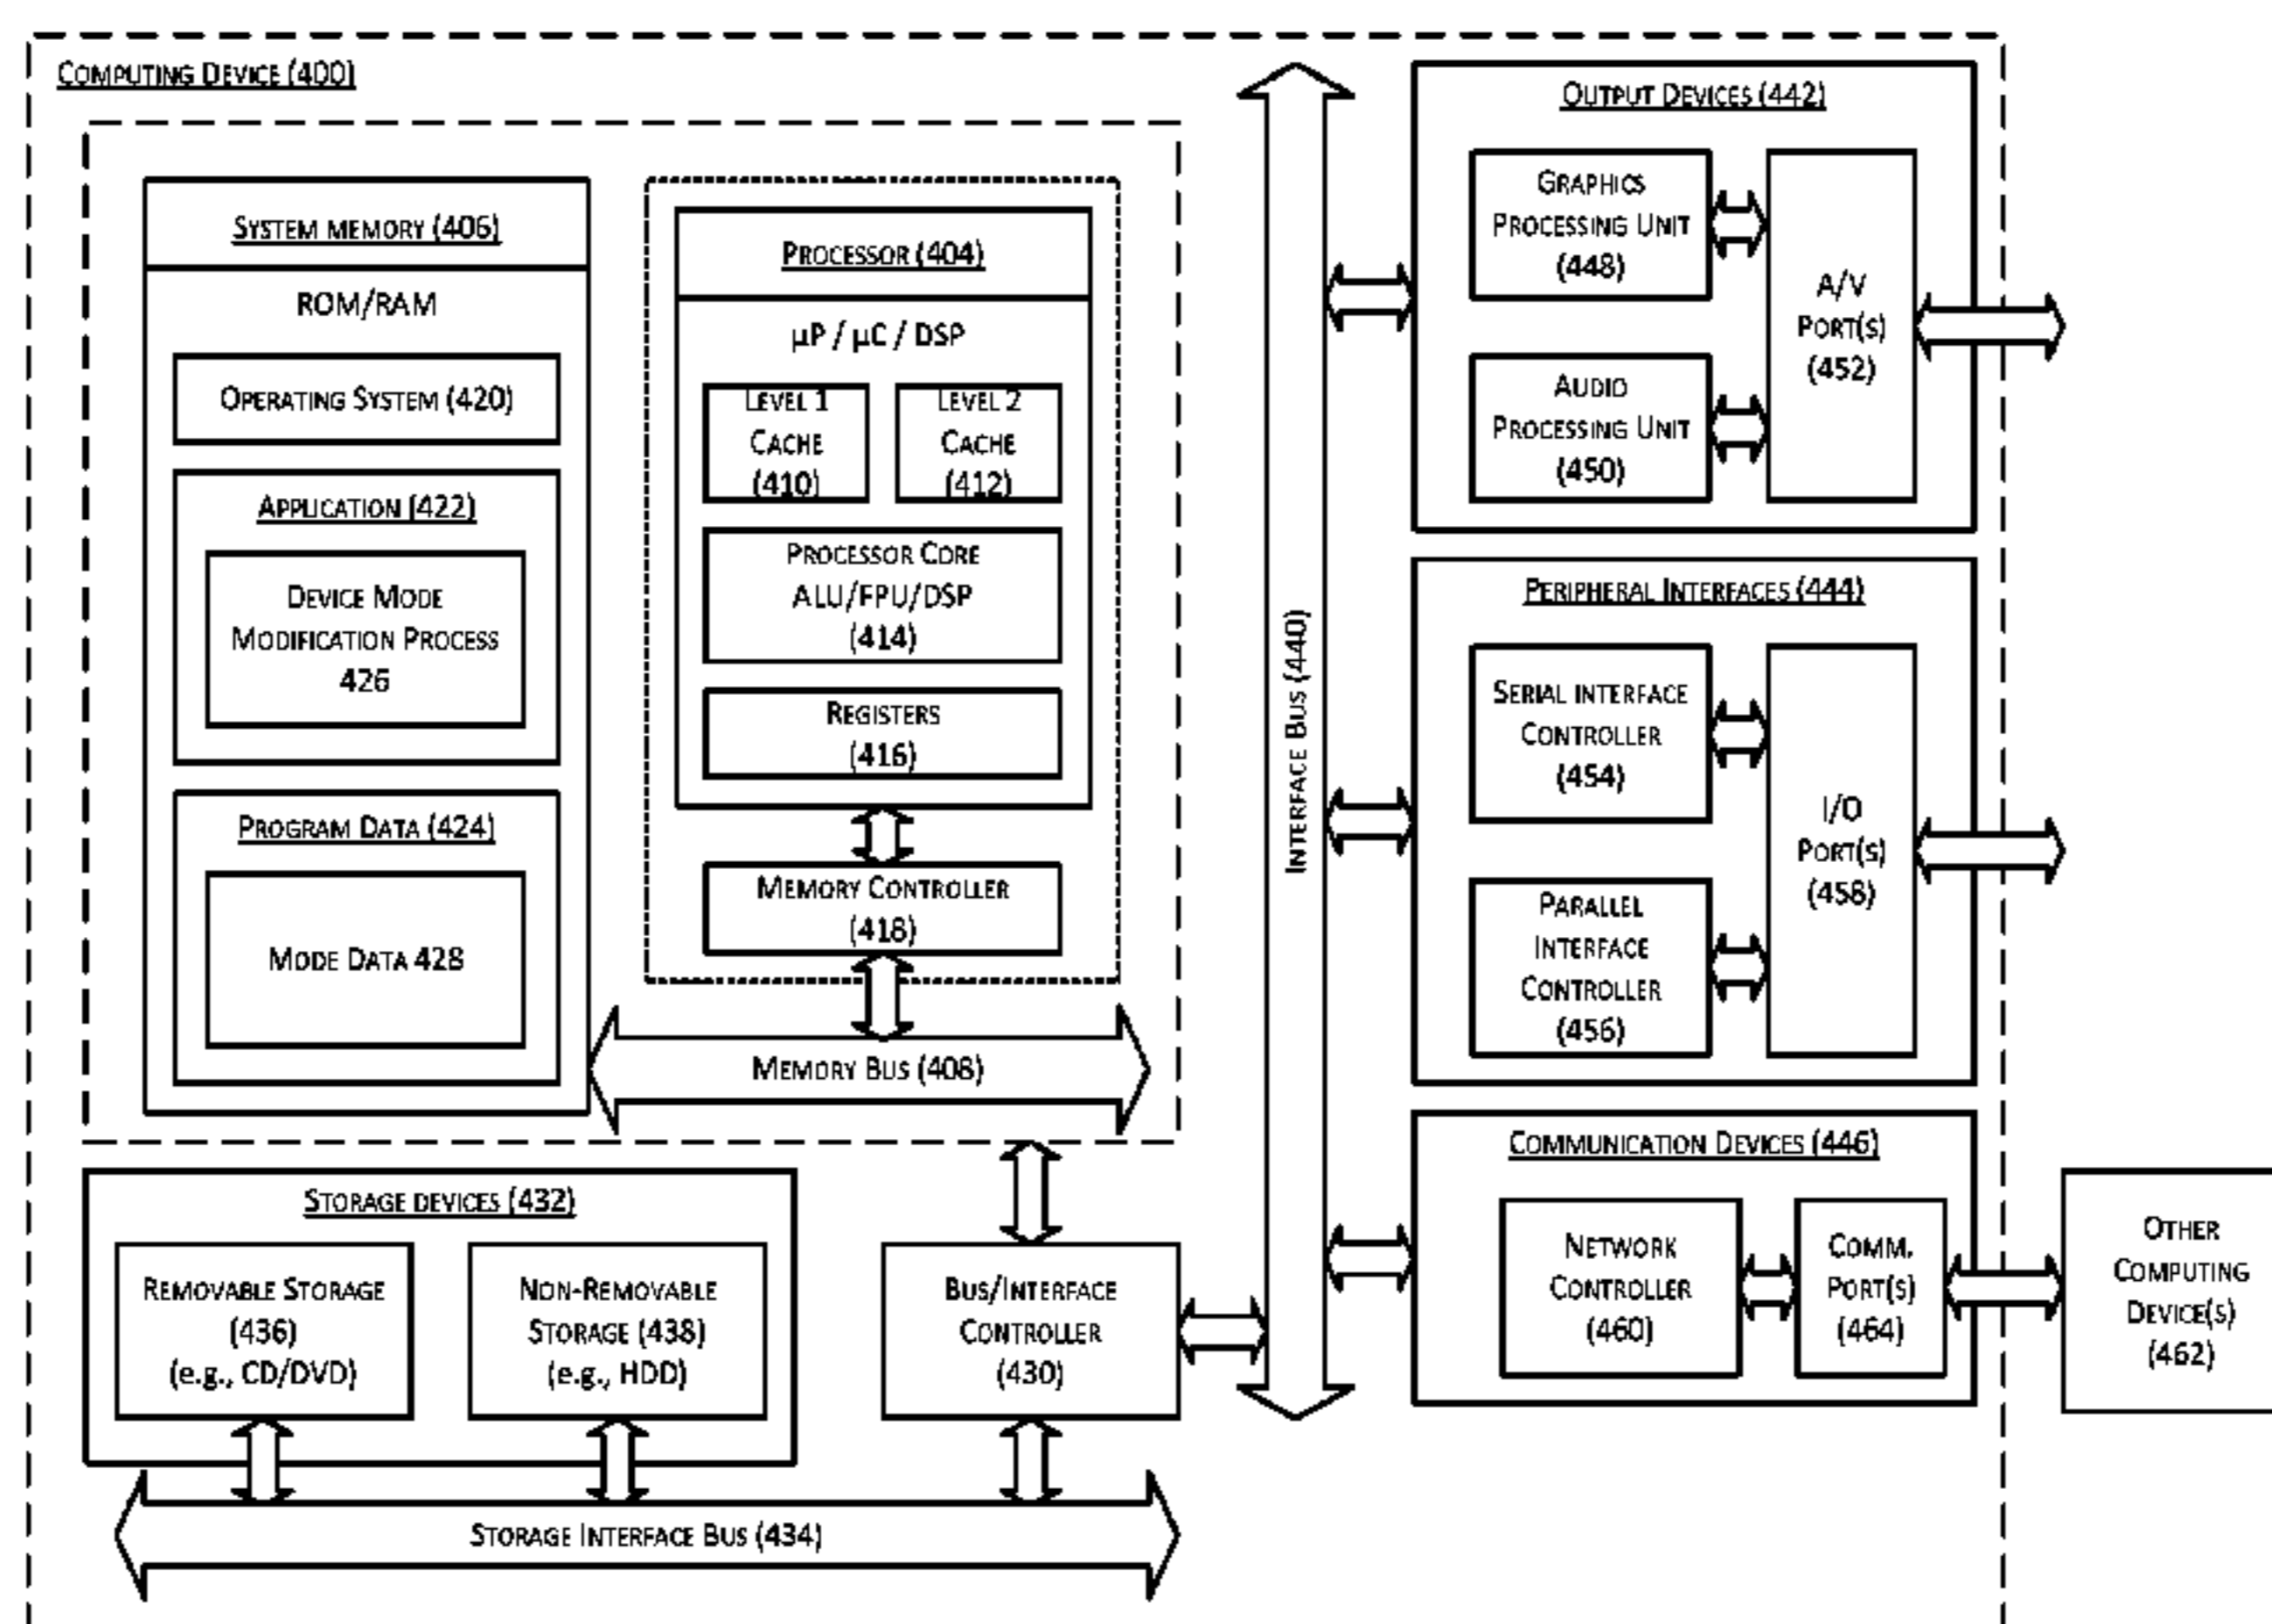 COMPUTING DEVICE (400)
SYSTEM MEMORY (406)
ROM/RAM
OPERATING SYSTEM (420)
APPLICATION (422)
DEVICE MODE
MODIFICATION PROCESS
426
PROGRAM DATA (424)
MODE DATA 428
PROCESSOR (404)
µP / µC / DSP
LEVEL 1
CACHE
(410)
LEVEL 2
CACHE
(412)
PROCESSOR CORE
ALU/FPU/DSP
(414)
REGISTERS
(416)
MEMORY CONTROLLER
(418)
MEMORY BUS (408)
STORAGE DEVICES (432)
REMOVABLE STORAGE
(436)
(e.g., CD/DVD)
NON-REMOVABLE
STORAGE (438)
(e.g., HDD)
BUS/INTERFACE
CONTROLLER
(430)
STORAGE INTERFACE BUS (434)
INTERFACE BUS (440)
OUTPUT DEVICES (442)
GRAPHICS
PROCESSING UNIT
(448)
AUDIO
PROCESSING UNIT
(450)
A/V
PORT(S)
(452)
PERIPHERAL INTERFACES (444)
SERIAL INTERFACE
CONTROLLER
(454)
PARALLEL
INTERFACE
CONTROLLER
(456)
I/O
PORT(S)
(458)
COMMUNICATION DEVICES (446)
NETWORK
CONTROLLER
(460)
COMM.
PORT(S)
(464)
OTHER
COMPUTING
DEVICE(S)
(462)